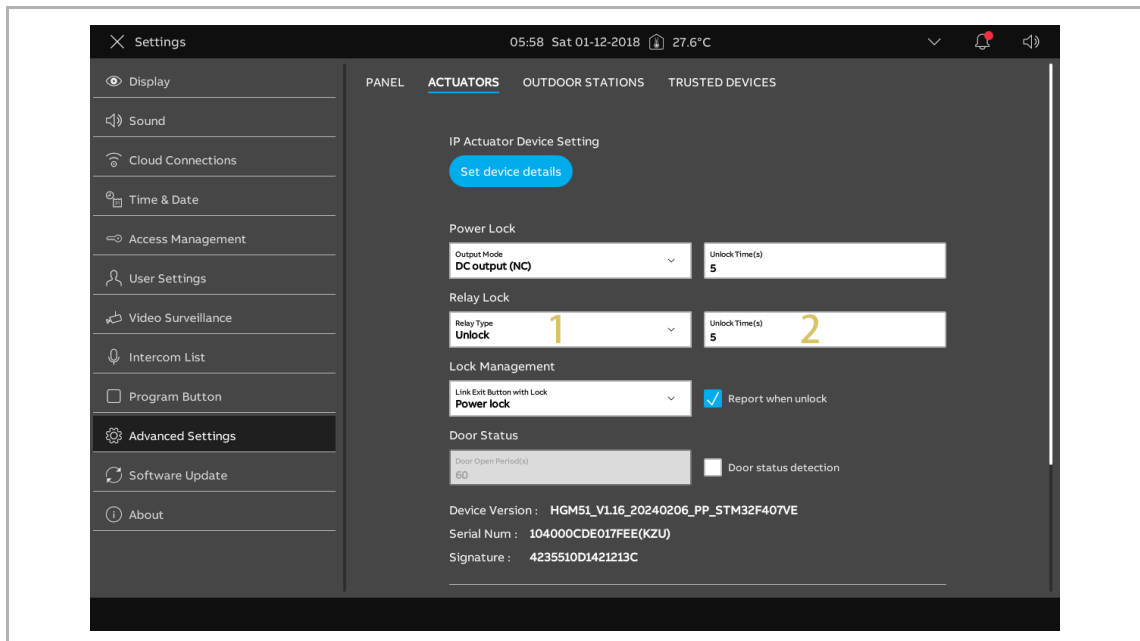 Settings
05:58 Sat 01-12-2018 27.6°C
Display
Sound
Cloud Connections
Time & Date
Access Management
User Settings
Video Surveillance
Intercom List
Program Button
Advanced Settings
Software Update
About
PANEL ACTUATORS OUTDOOR STATIONS TRUSTED DEVICES
IP Actuator Device Setting
Set device details
Power Lock
Output Mode
DC output (NC)
Unlock Time(s)
5
Relay Lock
Relay Type
Unlock
1
Unlock Time(s)
5
2
Lock Management
Link Exit Button with Lock
Power lock
Report when unlock
Door Status
Door Open Period(s)
60
Door status detection
Device Version : HGM51_V1.16_20240206_PP_STM32F407VE
Serial Num : 104000CDE017FEE(KZU)
Signature : 4235510D1421213C